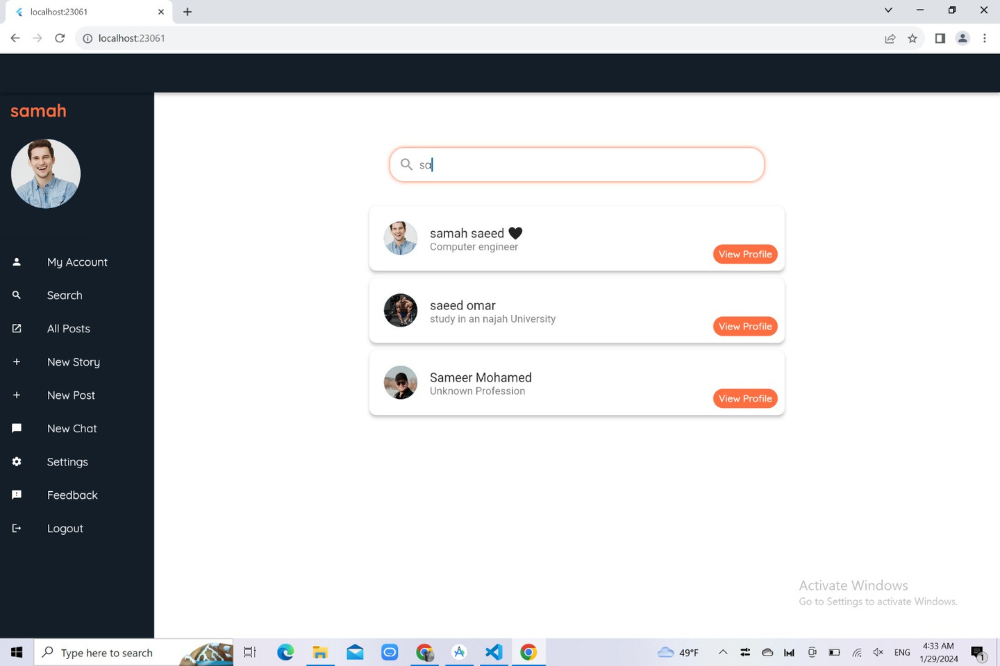 localhost:23061
localhost:23061
samah
My Account
Search
All Posts
New Story
New Post
New Chat
Settings
Feedback
Logout
sa
samah saeed 🖤
Computer engineer
View Profile
saeed omar
study in an najah University
View Profile
Sameer Mohamed
Unknown Profession
View Profile
Activate Windows
Go to Settings to activate Windows.
Type here to search
49°F
ENG
4:33 AM
1/29/2024
1